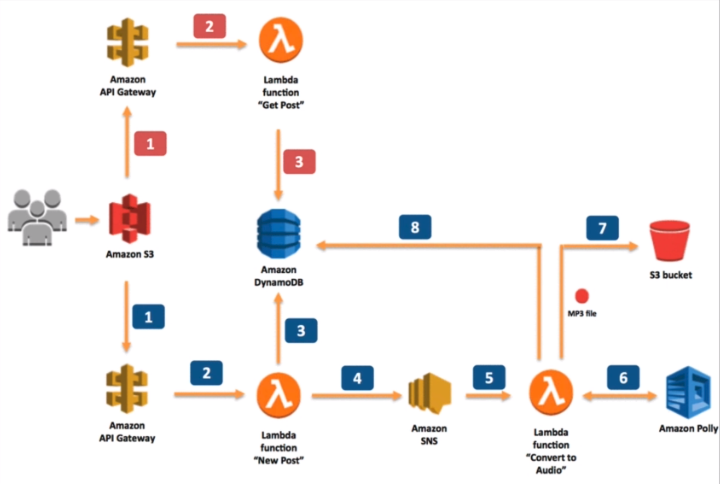 2
Amazon
API Gateway
Lambda
function
“Get Post”
1
3
Amazon S3
Amazon
DynamoDB
8
7
S3 bucket
MP3 file
1
2
3
4
5
6
Amazon
API Gateway
Lambda
function
“New Post”
Amazon
SNS
Lambda
function
“Convert to
Audio”
Amazon Polly